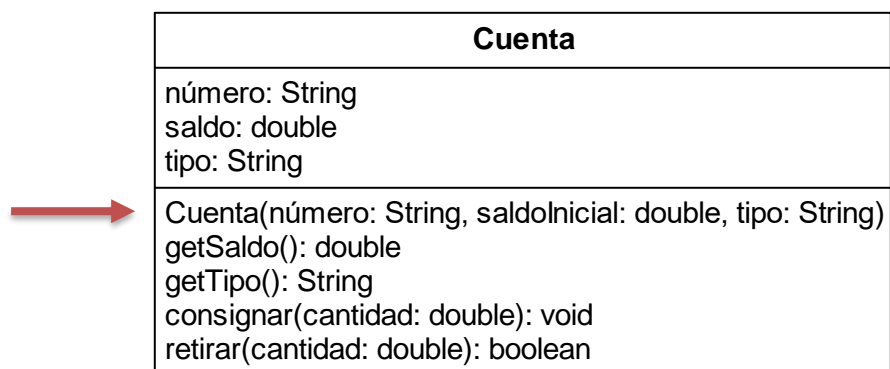 Cuenta
número: String
saldo: double
tipo: String
Cuenta(número: String, saldoInicial: double, tipo: String)
getSaldo(): double
getTipo(): String
consignar(cantidad: double): void
retirar(cantidad: double): boolean